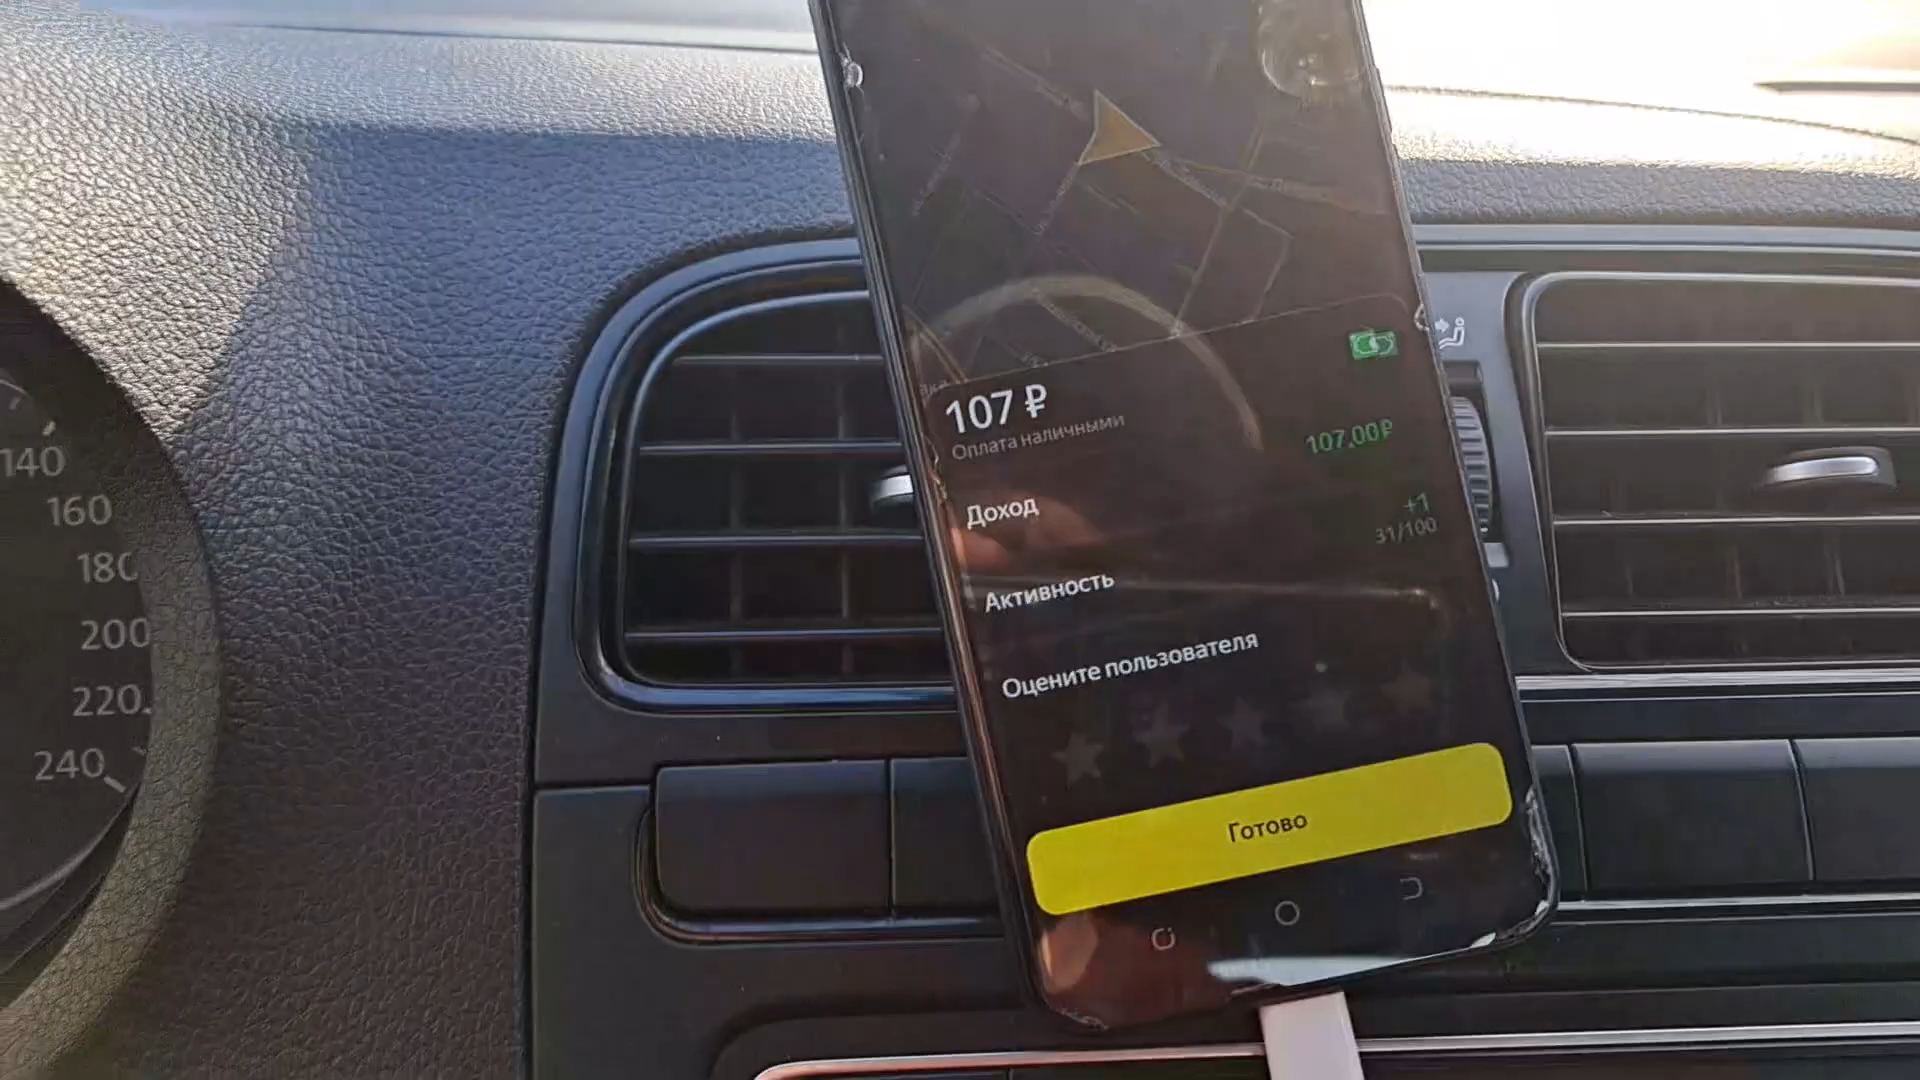 107 ₽
Оплата наличными
Доход
107,00₽
Активность
+1
31/100
Оцените пользователя
Готово
140
160
180
200
220
240